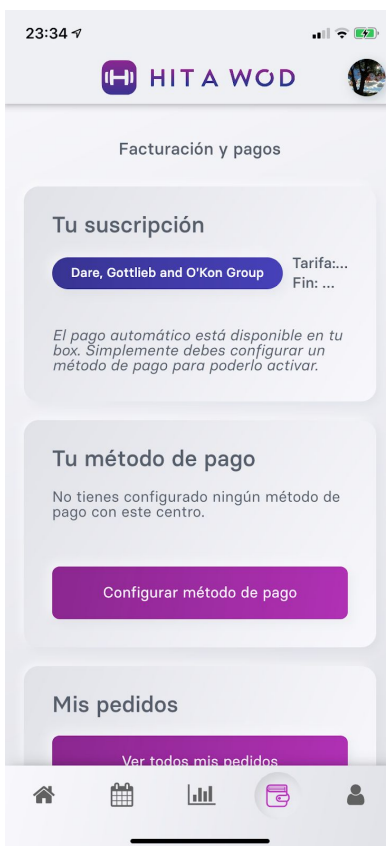 23:34
HIT A WOD
Facturación y pagos
Tu suscripción
Dare, Gottlieb and O'Kon Group
Tarifa:...
Fin: ...
El pago automático está disponible en tu
box. Simplemente debes configurar un
método de pago para poderlo activar.
Tu método de pago
No tienes configurado ningún método de
pago con este centro.
Configurar método de pago
Mis pedidos
Ver todos mis pedidos